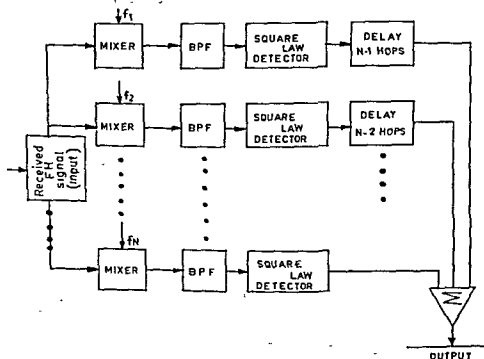 f1
MIXER
BPF
SQUARE
LAW
DETECTOR
DELAY
N-1 HOPS
f2
MIXER
BPF
SQUARE
LAW
DETECTOR
DELAY
N-2 HOPS
Received
FH
signal
(input)
fN
MIXER
BPF
SQUARE
LAW
DETECTOR
Σ
OUTPUT